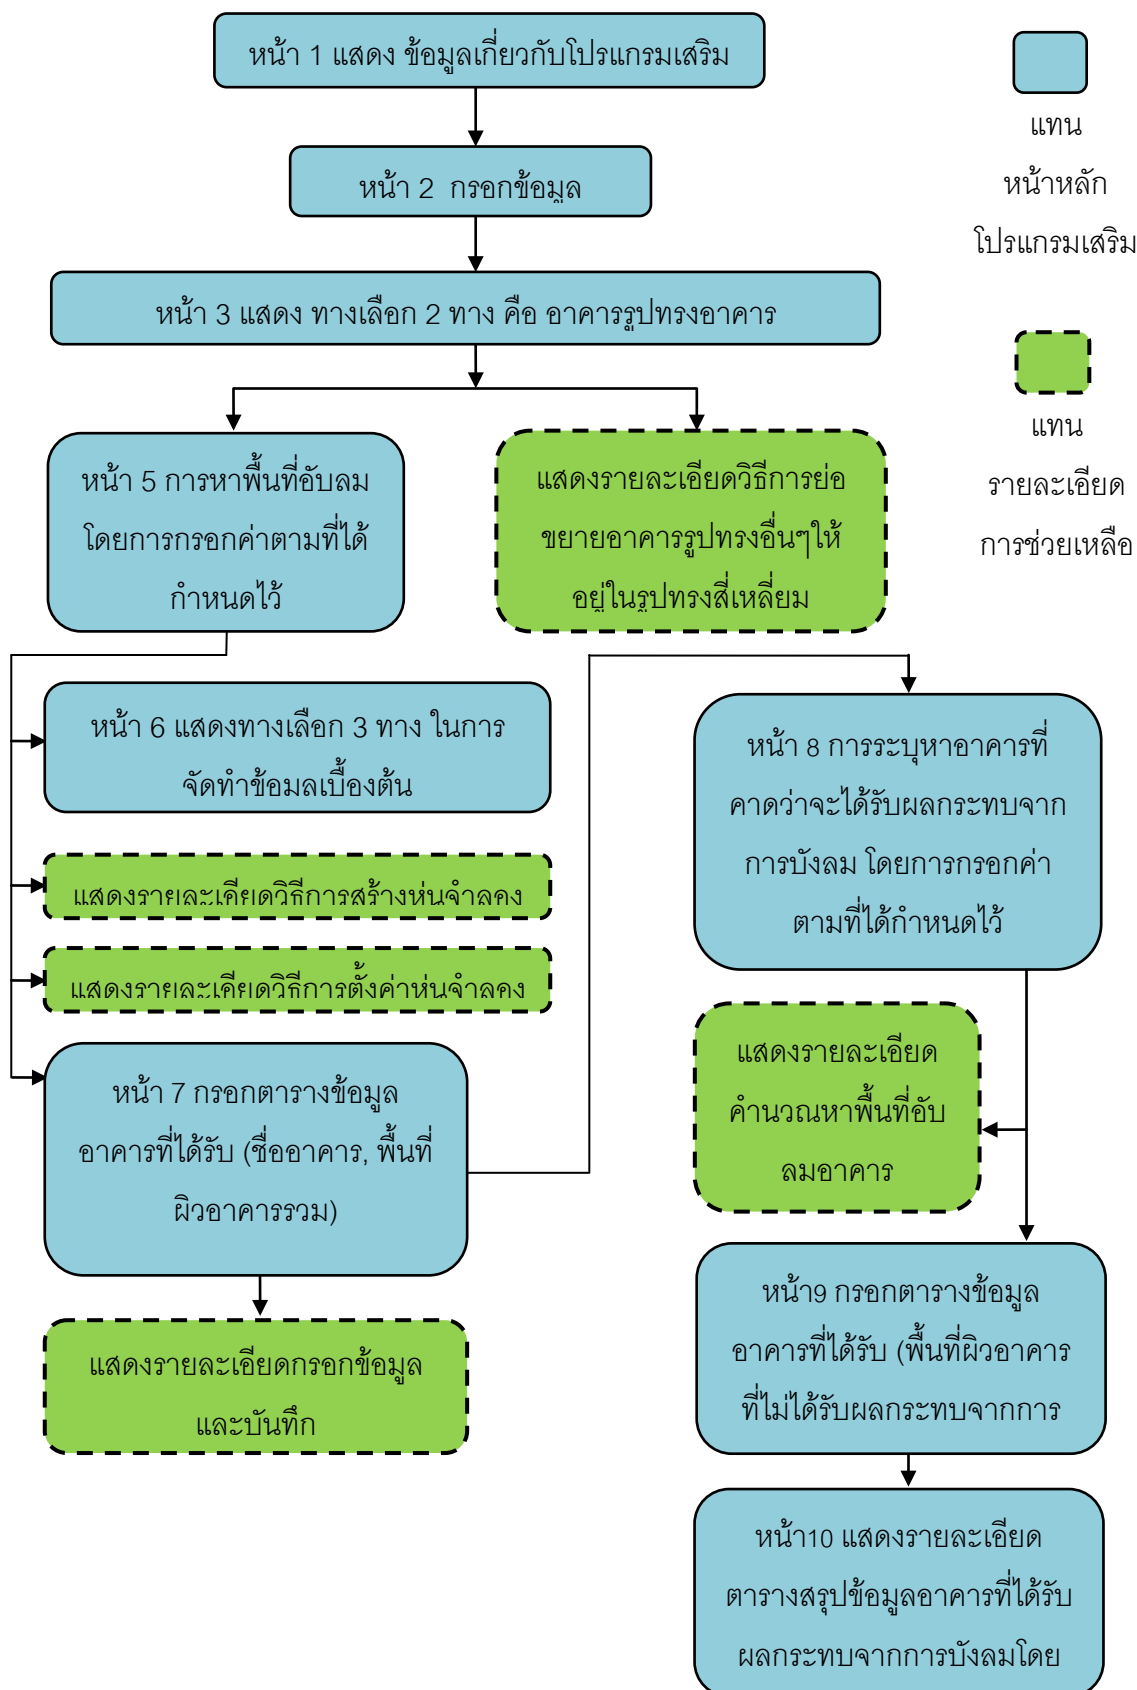 หน้า 1 แสดง ข้อมูลเกี่ยวกับโปรแกรมเสริม
หน้า 2 กรอกข้อมูล
หน้า 3 แสดง ทางเลือก 2 ทาง คือ อาคารรูปทรงอาคาร
แทน
หน้าหลัก
โปรแกรมเสริม
แทน
รายละเอียด
การช่วยเหลือ
หน้า 5 การหาพื้นที่อับลม
โดยการกรอกค่าตามที่ได้
กำหนดไว้
แสดงรายละเอียดวิธีการย่อ
ขยายอาคารรูปทรงอื่นๆให้
อยู่ในรูปทรงสี่เหลี่ยม
หน้า 6 แสดงทางเลือก 3 ทาง ในการ
จัดทำข้อมูลเบื้องต้น
แสดงรายละเอียดวิธีการสร้างหุ่นจำลอง
แสดงรายละเอียดวิธีการตั้งค่าหุ่นจำลอง
หน้า 7 กรอกตารางข้อมูล
อาคารที่ได้รับ (ชื่ออาคาร, พื้นที่
ผิวอาคารรวม)
แสดงรายละเอียดกรอกข้อมูล
และบันทึก
หน้า 8 การระบุหาอาคารที่
คาดว่าจะได้รับผลกระทบจาก
การบังลม โดยการกรอกค่า
ตามที่ได้กำหนดไว้
แสดงรายละเอียด
คำนวณหาพื้นที่อับ
ลมอาคาร
หน้า9 กรอกตารางข้อมูล
อาคารที่ได้รับ (พื้นที่ผิวอาคาร
ที่ไม่ได้รับผลกระทบจากการ
หน้า10 แสดงรายละเอียด
ตารางสรุปข้อมูลอาคารที่ได้รับ
ผลกระทบจากการบังลมโดย